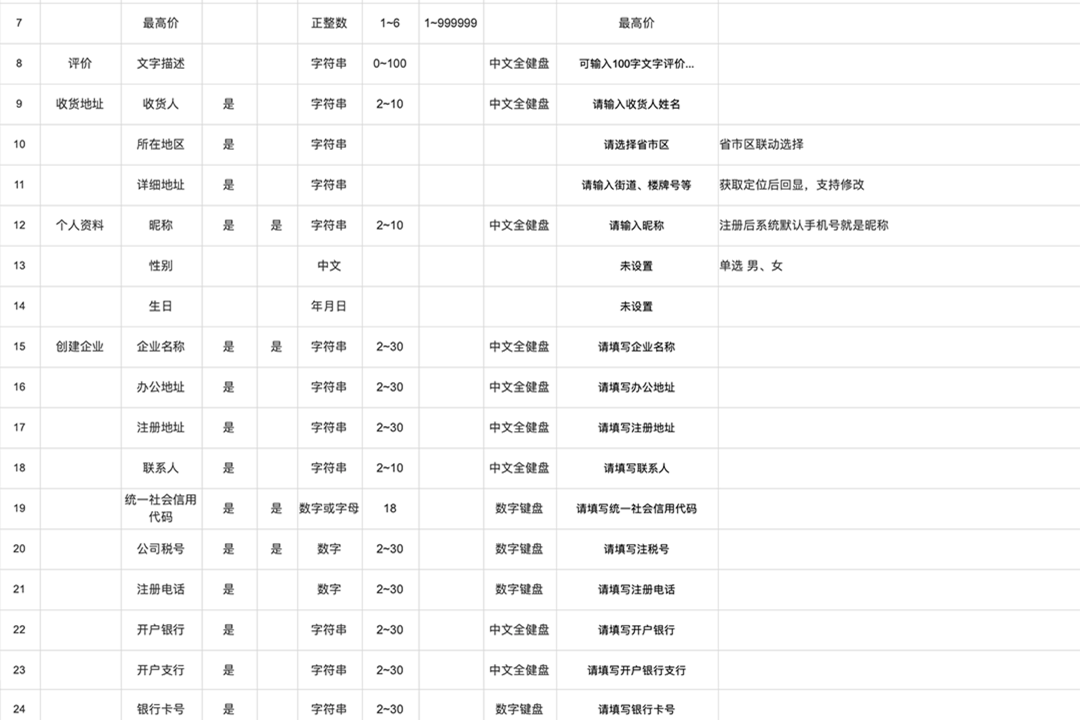 7 最高价 正整数 1~6 1~999999 最高价
8 评价 文字描述 字符串 0~100 中文全健盘 可输入100字文字评价...
9 收货地址 收货人 是 字符串 2~10 中文全健盘 请输入收货人姓名
10 所在地区 是 字符串 请选择省市区 省市区联动选择
11 详细地址 是 字符串 请输入街道、楼牌号等 获取定位后回显，支持修改
12 个人资料 昵称 是 是 字符串 2~10 中文全健盘 请输入昵称 注册后系统默认手机号就是昵称
13 性别 中文 未设置 单选 男、女
14 生日 年月日 未设置
15 创建企业 企业名称 是 是 字符串 2~30 中文全健盘 请填写企业名称
16 办公地址 是 字符串 2~30 中文全健盘 请填写办公地址
17 注册地址 是 字符串 2~30 中文全健盘 请填写注册地址
18 联系人 是 字符串 2~10 中文全健盘 请填写联系人
19 统一社会信用
代码 是 是 数字或字母 18 数字键盘 请填写统一社会信用代码
20 公司税号 是 是 数字 2~30 数字键盘 请填写注税号
21 注册电话 是 数字 2~30 数字键盘 请填写注册电话
22 开户银行 是 字符串 2~30 中文全健盘 请填写开户银行
23 开户支行 是 字符串 2~30 中文全健盘 请填写开户银行支行
24 银行卡号 是 字符串 2~30 数字键盘 请填写银行卡号